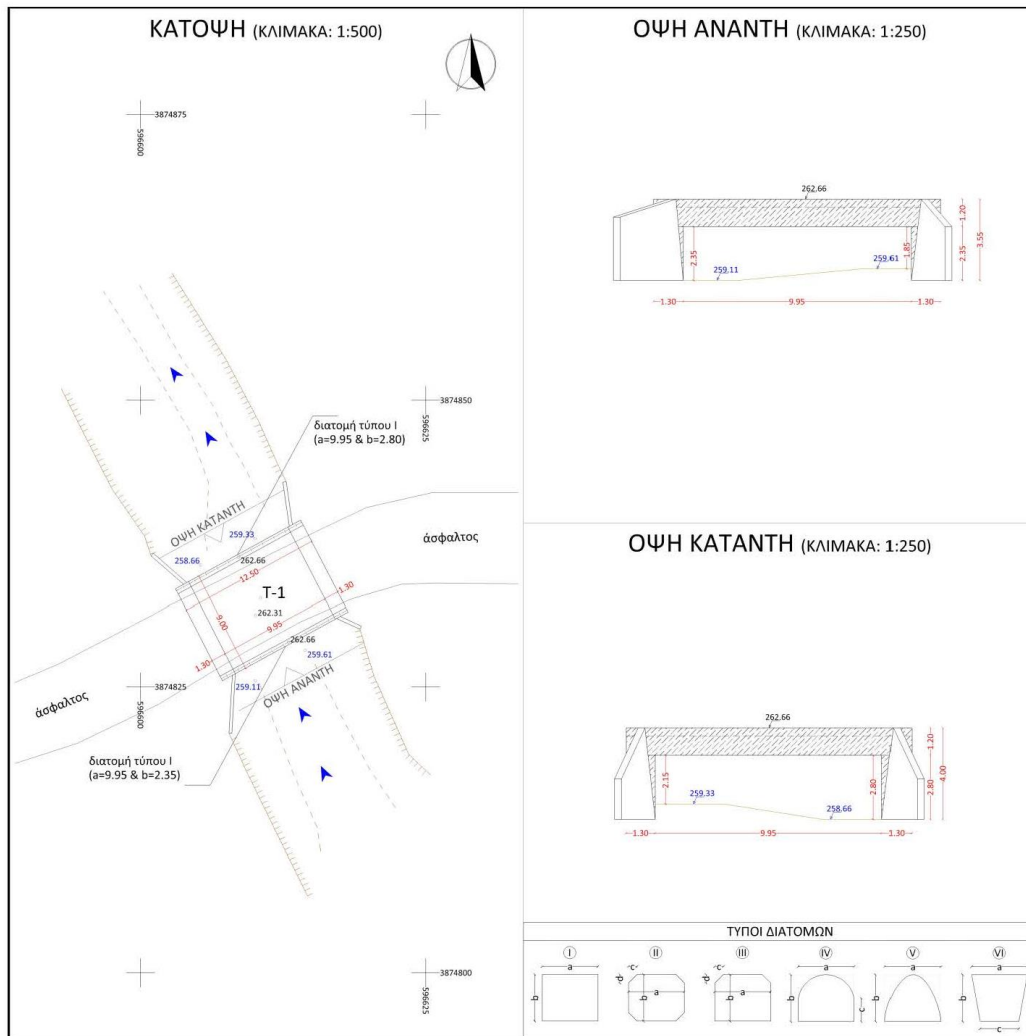 ΚΑΤΟΨΗ (ΚΛΙΜΑΚΑ: 1:500)
3874875
596600
3874850
596625
διατομή τύπου Ι
(a=9.95 & b=2.80)
ΟΨΗ ΚΑΤΑΝΤΗ
259.33
258.66
262.66
12.50
άσφαλτος
T-1
1.30
9.00
262.31
9.95
262.66
1.30
259.61
259.11
ΟΨΗ ΑΝΑΝΤΗ
3874825
596600
άσφαλτος
διατομή τύπου Ι
(a=9.95 & b=2.35)
3874800
596625
ΟΨΗ ΑΝΑΝΤΗ (ΚΛΙΜΑΚΑ: 1:250)
262.66
1.20
3.55
2.35
2.35
1.85
259.11
259.61
1.30
9.95
1.30
ΟΨΗ ΚΑΤΑΝΤΗ (ΚΛΙΜΑΚΑ: 1:250)
262.66
1.20
4.00
2.80
2.15
2.80
259.33
258.66
1.30
9.95
1.30
ΤΥΠΟΙ ΔΙΑΤΟΜΩΝ
I II III IV V VI
a b
c d a b
c d a b
a b c
a b
a b c